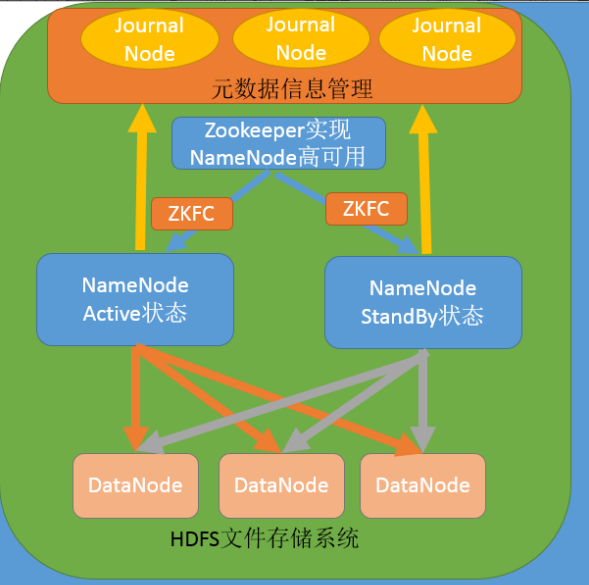 Journal
Node
Journal
Node
Journal
Node
元数据信息管理
Zookeeper实现
NameNode高可用
ZKFC
ZKFC
NameNode
Active状态
NameNode
StandBy状态
DataNode
DataNode
DataNode
HDFS文件存储系统